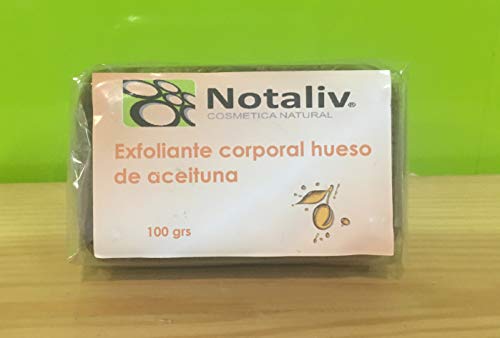 Notaliv®
COSMETICA NATURAL
Exfoliante corporal hueso
de aceituna
100 grs